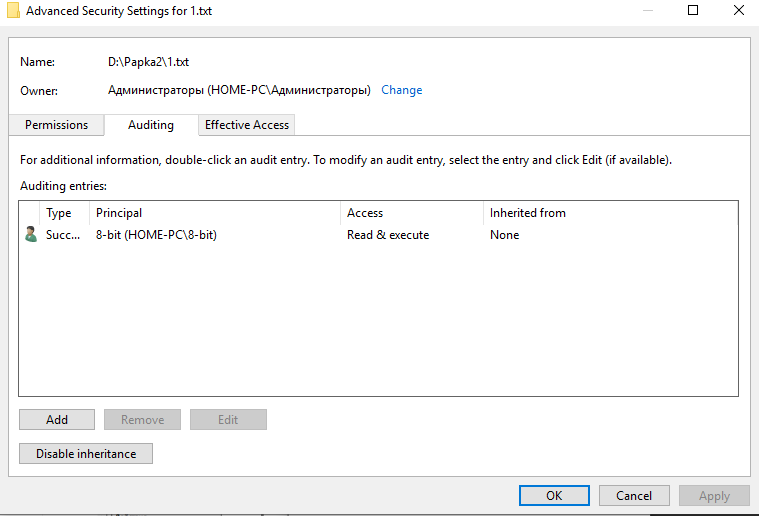 Advanced Security Settings for 1.txt
Name: D:\Papka2\1.txt
Owner: Администраторы (HOME-PC\Администраторы) Change
Permissions Auditing Effective Access
For additional information, double-click an audit entry. To modify an audit entry, select the entry and click Edit (if available).
Auditing entries:
Type Principal Access Inherited from
Succ... 8-bit (HOME-PC\8-bit) Read & execute None
Add Remove Edit
Disable inheritance
OK Cancel Apply